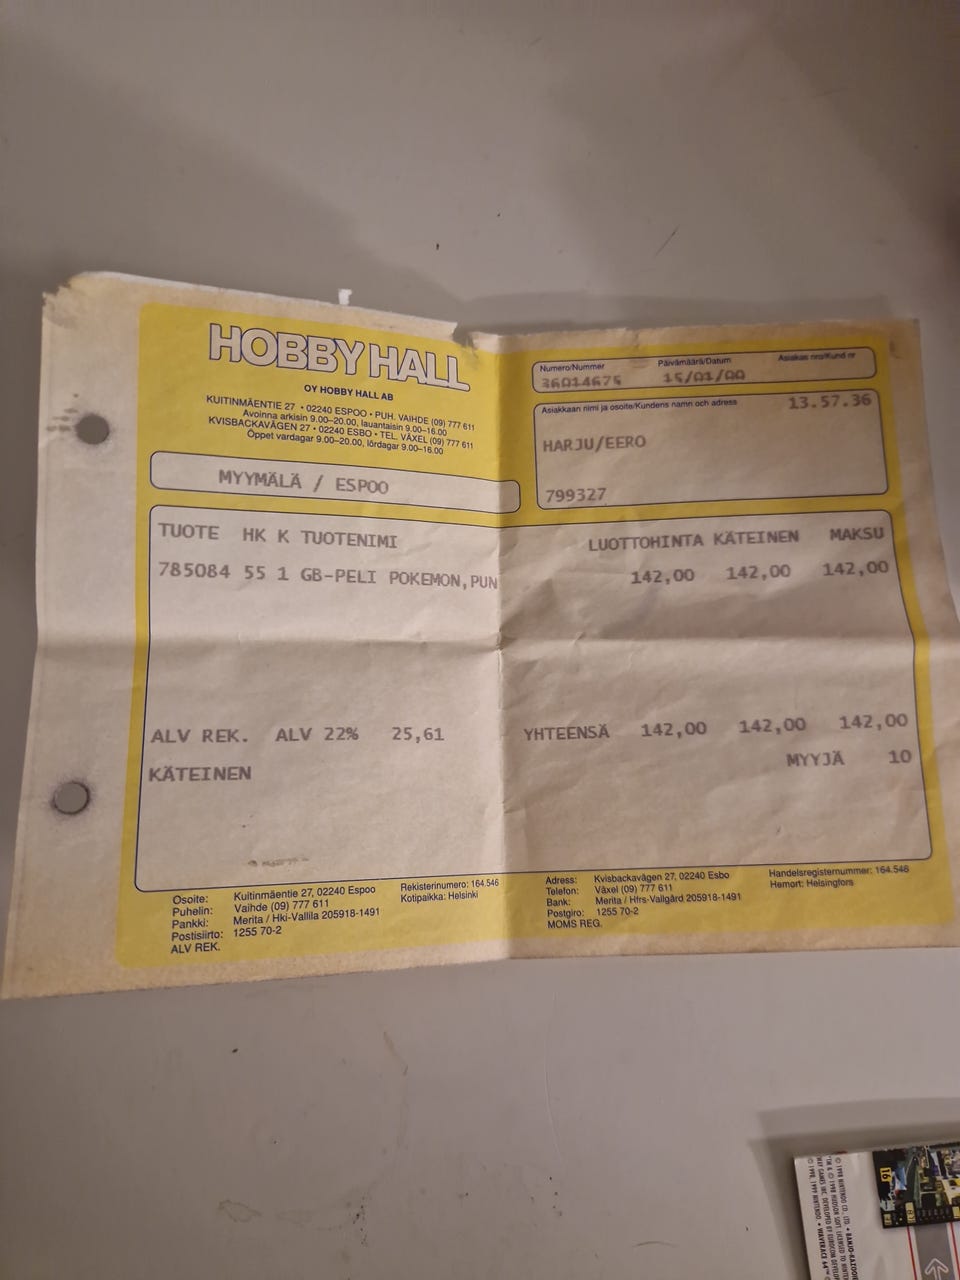 HOBBY HALL
OY HOBBY HALL AB
KUITINMÄENTIE 27 • 02240 ESPOO • PUH. VAIHDE (09) 777 611
Avoinna arkisin 9.00–20.00, lauantaisin 9.00–16.00
KVISBACKAVÄGEN 27 • 02240 ESBO • TEL. VÄXEL (09) 777 611
Öppet vardagar 9.00–20.00, lördagar 9.00–16.00
Numero/Nummer Päivämäärä/Datum Asiakas nro/Kund nr
36014675 15/01/00
Asiakkaan nimi ja osoite/Kundens namn och adress 13.57.36
HARJU/EERO
799327
MYYMÄLÄ / ESPOO
TUOTE HK K TUOTENIMI LUOTTOHINTA KÄTEINEN MAKSU
785084 55 1 GB-PELI POKEMON,PUN 142,00 142,00 142,00
ALV REK. ALV 22% 25,61 YHTEENSÄ 142,00 142,00 142,00
KÄTEINEN MYYJÄ 10
Osoite: Kuitinmäentie 27, 02240 Espoo
Puhelin: Vaihde (09) 777 611
Pankki: Merita / Hki-Vallila 205918-1491
Postisiirto: 1255 70-2
ALV REK.
Rekisterinumero: 164.546
Kotipaikka: Helsinki
Adress: Kvisbackavägen 27, 02240 Esbo
Telefon: Växel (09) 777 611
Bank: Merita / Hfrs-Vallgård 205918-1491
Postgiro: 1255 70-2
MOMS REG.
Handelsregisternummer: 164.546
Hemort: Helsingfors